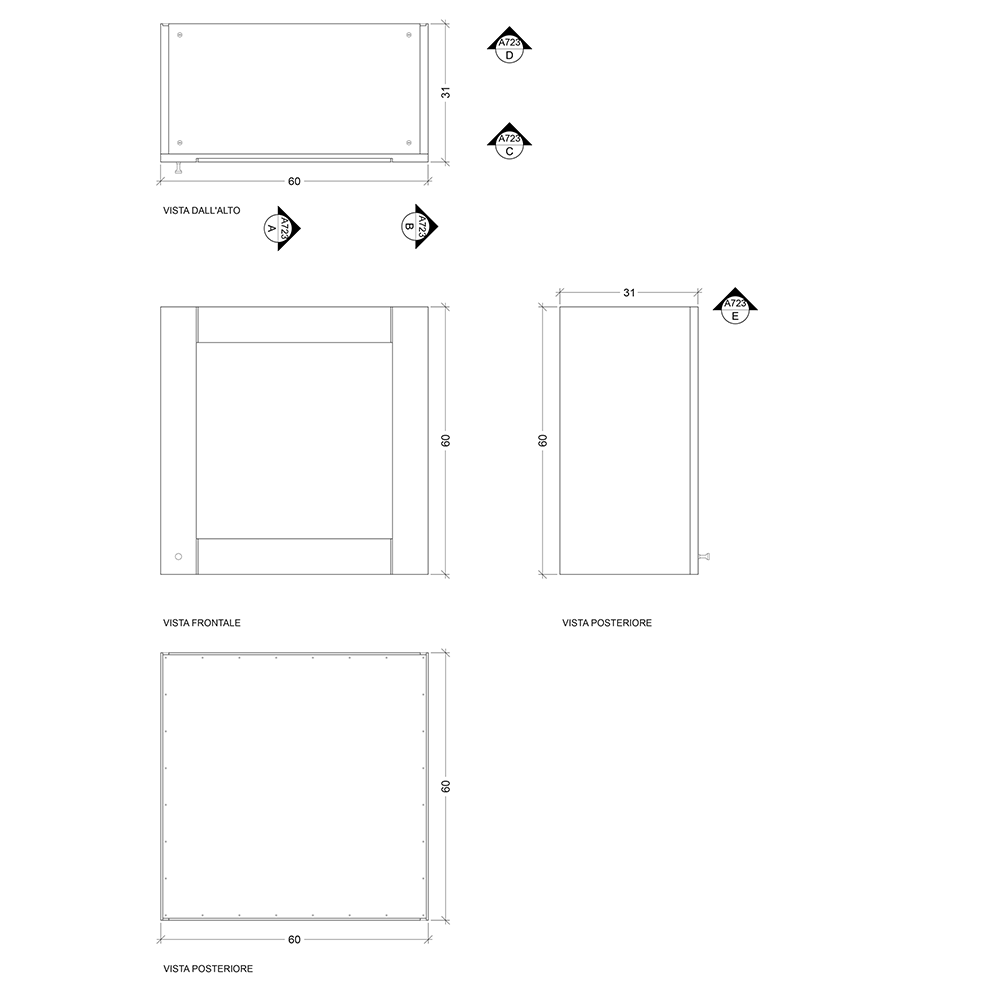 A723
D
31
A723
C
60
VISTA DALL'ALTO
A723
A
A723
B
31
A723
E
60
60
VISTA FRONTALE
VISTA POSTERIORE
60
60
VISTA POSTERIORE